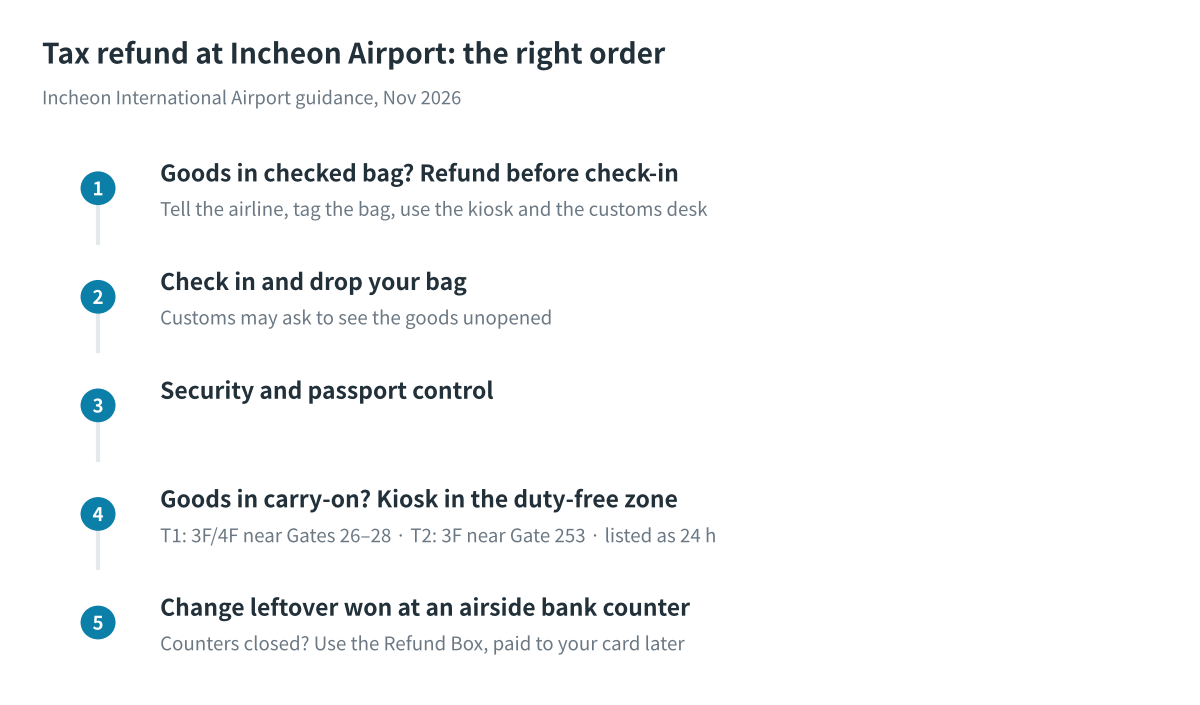 Tax refund at Incheon Airport: the right order
Incheon International Airport guidance, Nov 2026
1
Goods in checked bag? Refund before check-in
Tell the airline, tag the bag, use the kiosk and the customs desk
2
Check in and drop your bag
Customs may ask to see the goods unopened
3
Security and passport control
4
Goods in carry-on? Kiosk in the duty-free zone
T1: 3F/4F near Gates 26–28 · T2: 3F near Gate 253 · listed as 24 h
5
Change leftover won at an airside bank counter
Counters closed? Use the Refund Box, paid to your card later